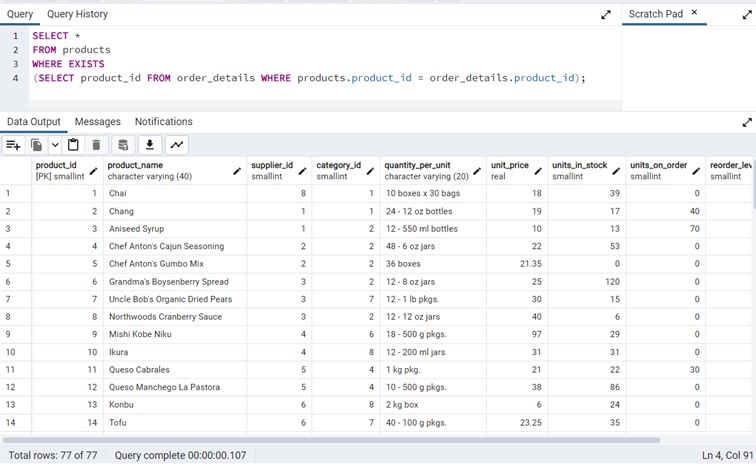 Query Query History Scratch Pad ×
1 SELECT *
2 FROM products
3 WHERE EXISTS
4 (SELECT product_id FROM order_details WHERE products.product_id = order_details.product_id);
Data Output Messages Notifications
product_id product_name supplier_id category_id quantity_per_unit unit_price units_in_stock units_on_order reorder_lev
[PK] smallint character varying (40) smallint smallint character varying (20) real smallint smallint smallint
1 1 Chai 8 1 10 boxes x 30 bags 18 39 0
2 2 Chang 1 1 24 - 12 oz bottles 19 17 40
3 3 Aniseed Syrup 1 2 12 - 550 ml bottles 10 13 70
4 4 Chef Anton's Cajun Seasoning 2 2 48 - 6 oz jars 22 53 0
5 5 Chef Anton's Gumbo Mix 2 2 36 boxes 21.35 0 0
6 6 Grandma's Boysenberry Spread 3 2 12 - 8 oz jars 25 120 0
7 7 Uncle Bob's Organic Dried Pears 3 7 12 - 1 lb pkgs. 30 15 0
8 8 Northwoods Cranberry Sauce 3 2 12 - 12 oz jars 40 6 0
9 9 Mishi Kobe Niku 4 6 18 - 500 g pkgs. 97 29 0
10 10 Ikura 4 8 12 - 200 ml jars 31 31 0
11 11 Queso Cabrales 5 4 1 kg pkg. 21 22 30
12 12 Queso Manchego La Pastora 5 4 10 - 500 g pkgs. 38 86 0
13 13 Konbu 6 8 2 kg box 6 24 0
14 14 Tofu 6 7 40 - 100 g pkgs. 23.25 35 0
Total rows: 77 of 77 Query complete 00:00:00.107 Ln 4, Col 91